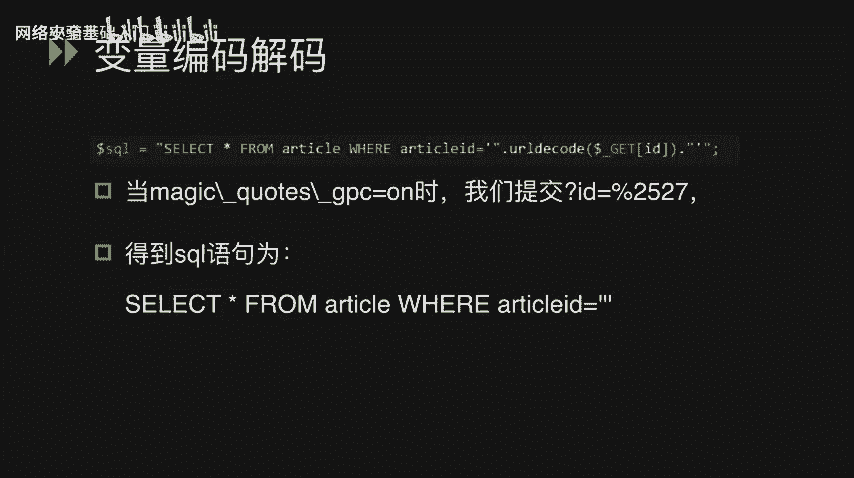 网络安全基础入门
变量编码解码
$sql = "SELECT * FROM article WHERE articleid='".urldecode($_GET[id])."'";
当magic\_quotes\_gpc=on时，我们提交?id=%2527，
得到sql语句为：
SELECT * FROM article WHERE articleid='''